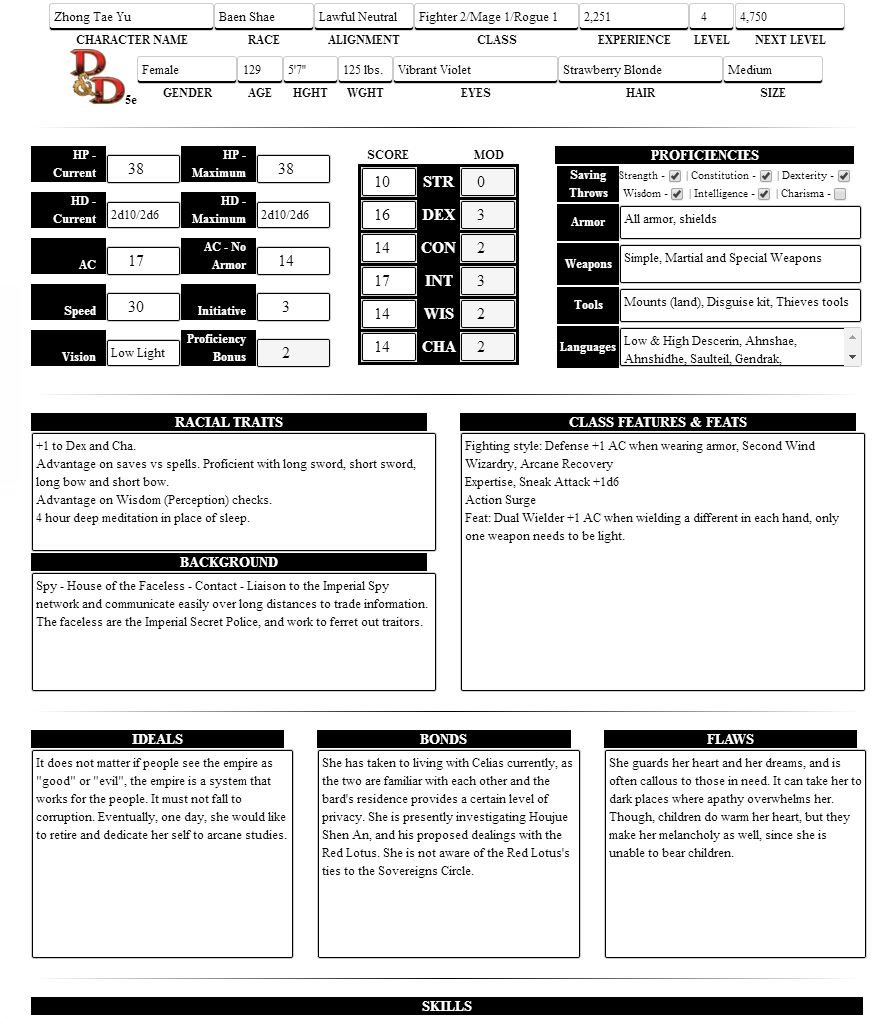 Zhong Tae Yu Baen Shae Lawful Neutral Fighter 2/Mage 1/Rogue 1 2,251 4 4,750
CHARACTER NAME RACE ALIGNMENT CLASS EXPERIENCE LEVEL NEXT LEVEL
Female 129 5'7" 125 lbs. Vibrant Violet Strawberry Blonde Medium
D&D 5e GENDER AGE HGHT WGHT EYES HAIR SIZE
HP - Current 38 HP - Maximum 38
HD - Current 2d10/2d6 HD - Maximum 2d10/2d6
AC 17 AC - No Armor 14
Speed 30 Initiative 3
Vision Low Light Proficiency Bonus 2
SCORE MOD
10 STR 0
16 DEX 3
14 CON 2
17 INT 3
14 WIS 2
14 CHA 2
PROFICIENCIES
Saving Throws Strength - | Constitution - | Dexterity -
Wisdom - | Intelligence - | Charisma -
Armor All armor, shields
Weapons Simple, Martial and Special Weapons
Tools Mounts (land), Disguise kit, Thieves tools
Languages Low & High Descerin, Ahnshae,
Ahnshidhe, Saulteil, Gendrak,
RACIAL TRAITS
+1 to Dex and Cha.
Advantage on saves vs spells. Proficient with long sword, short sword,
long bow and short bow.
Advantage on Wisdom (Perception) checks.
4 hour deep meditation in place of sleep.
BACKGROUND
Spy - House of the Faceless - Contact - Liaison to the Imperial Spy
network and communicate easily over long distances to trade information.
The faceless are the Imperial Secret Police, and work to ferret out traitors.
CLASS FEATURES & FEATS
Fighting style: Defense +1 AC when wearing armor, Second Wind
Wizardry, Arcane Recovery
Expertise, Sneak Attack +1d6
Action Surge
Feat: Dual Wielder +1 AC when wielding a different in each hand, only
one weapon needs to be light.
IDEALS
It does not matter if people see the empire as
"good" or "evil", the empire is a system that
works for the people. It must not fall to
corruption. Eventually, one day, she would like
to retire and dedicate her self to arcane studies.
BONDS
She has taken to living with Celias currently, as
the two are familiar with each other and the
bard's residence provides a certain level of
privacy. She is presently investigating Houjue
Shen An, and his proposed dealings with the
Red Lotus. She is not aware of the Red Lotus's
ties to the Sovereigns Circle.
FLAWS
She guards her heart and her dreams, and is
often callous to those in need. It can take her to
dark places where apathy overwhelms her.
Though, children do warm her heart, but they
make her melancholy as well, since she is
unable to bear children.
SKILLS